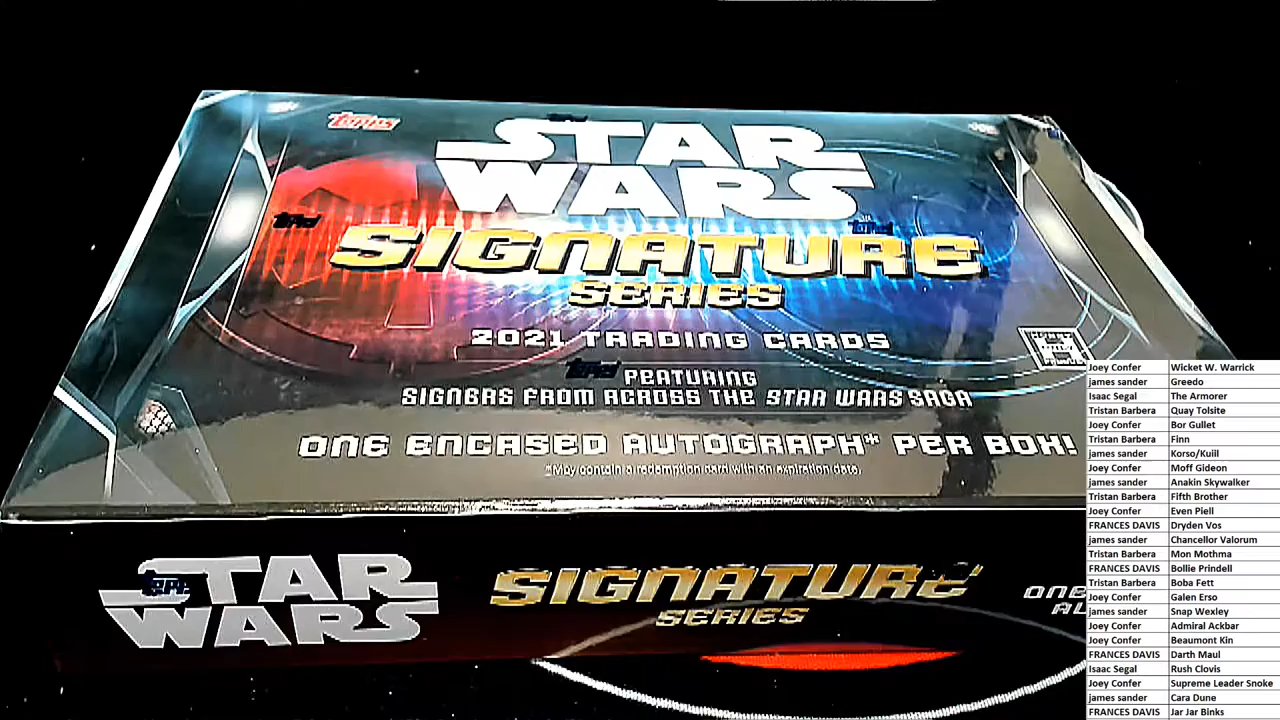 topps
STAR
WARS
SIGNATURE
SERIES
2021 TRADING CARDS
FEATURING
SIGNERS FROM ACROSS THE STAR WARS SAGA
ONE ENCASED AUTOGRAPH* PER BOX!
*May contain a redemption card with an expiration date.
STAR
WARS
SIGNATURE
SERIES
ONE
AU
Joey Confer Wicket W. Warrick
james sander Greedo
Isaac Segal The Armorer
Tristan Barbera Quay Tolsite
Joey Confer Bor Gullet
Tristan Barbera Finn
james sander Korso/Kuiil
Joey Confer Moff Gideon
james sander Anakin Skywalker
Tristan Barbera Fifth Brother
Joey Confer Even Piell
FRANCES DAVIS Dryden Vos
james sander Chancellor Valorum
Tristan Barbera Mon Mothma
FRANCES DAVIS Bollie Prindell
Tristan Barbera Boba Fett
Joey Confer Galen Erso
james sander Snap Wexley
Joey Confer Admiral Ackbar
Joey Confer Beaumont Kin
FRANCES DAVIS Darth Maul
Isaac Segal Rush Clovis
Joey Confer Supreme Leader Snoke
james sander Cara Dune
FRANCES DAVIS Jar Jar Binks